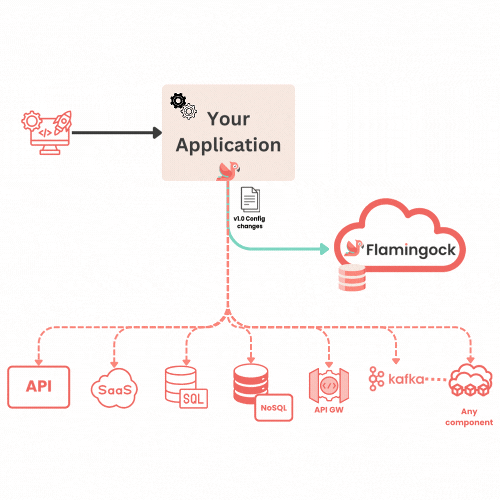 Your
Application
v1.0 Config
changes
Flamingock
API
SaaS
SQL
NoSQL
API GW
kafka
Any
component